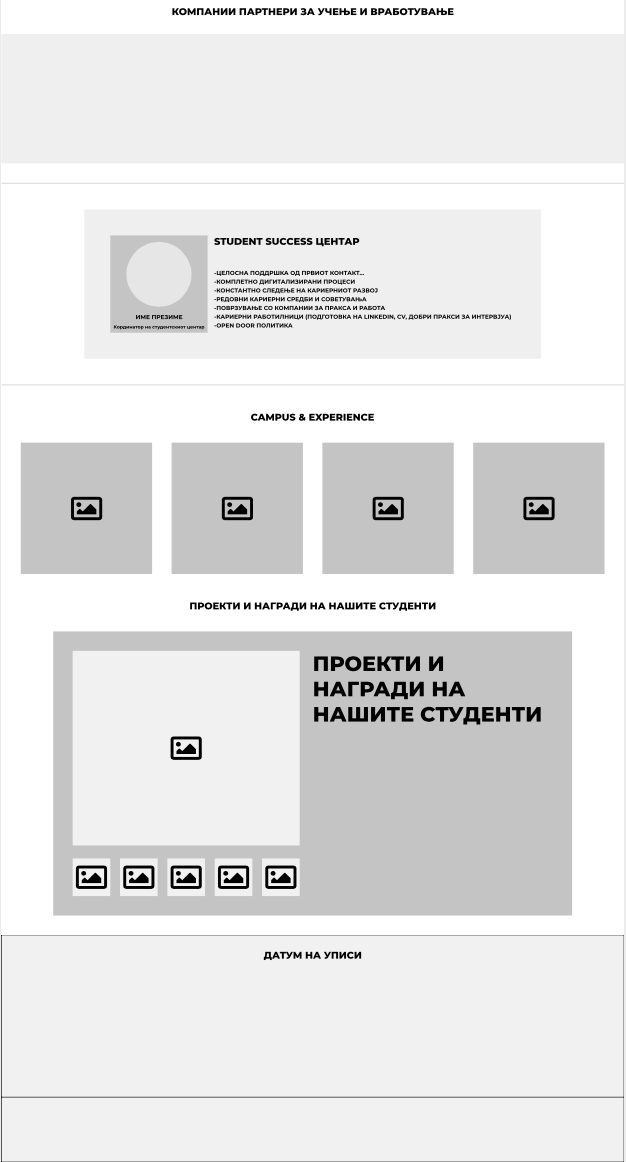 КОМПАНИИ ПАРТНЕРИ ЗА УЧЕЊЕ И ВРАБОТУВАЊЕ
STUDENT SUCCESS ЦЕНТАР
-ЦЕЛОСНА ПОДДРШКА ОД ПРВИОТ КОНТАКТ...
-КОМПЛЕТНО ДИГИТАЛИЗИРАНИ ПРОЦЕСИ
-КОНСТАНТНО СЛЕДЕЊЕ НА КАРИЕРНИОТ РАЗВОЈ
-РЕДОВНИ КАРИЕРНИ СРЕДБИ И СОВЕТУВАЊА
-ПОВРЗУВАЊЕ СО КОМПАНИИ ЗА ПРАКСА И РАБОТА
-КАРИЕРНИ РАБОТИЛНИЦИ (ПОДГОТОВКА НА LINKEDIN, CV, ДОБРИ ПРАКСИ ЗА ИНТЕРВЈУА)
-OPEN DOOR ПОЛИТИКА
ИМЕ ПРЕЗИМЕ
Кординатор на студентскиот центар
CAMPUS & EXPERIENCE
ПРОЕКТИ И НАГРАДИ НА НАШИТЕ СТУДЕНТИ
ПРОЕКТИ И
НАГРАДИ НА
НАШИТЕ СТУДЕНТИ
ДАТУМ НА УПИСИ